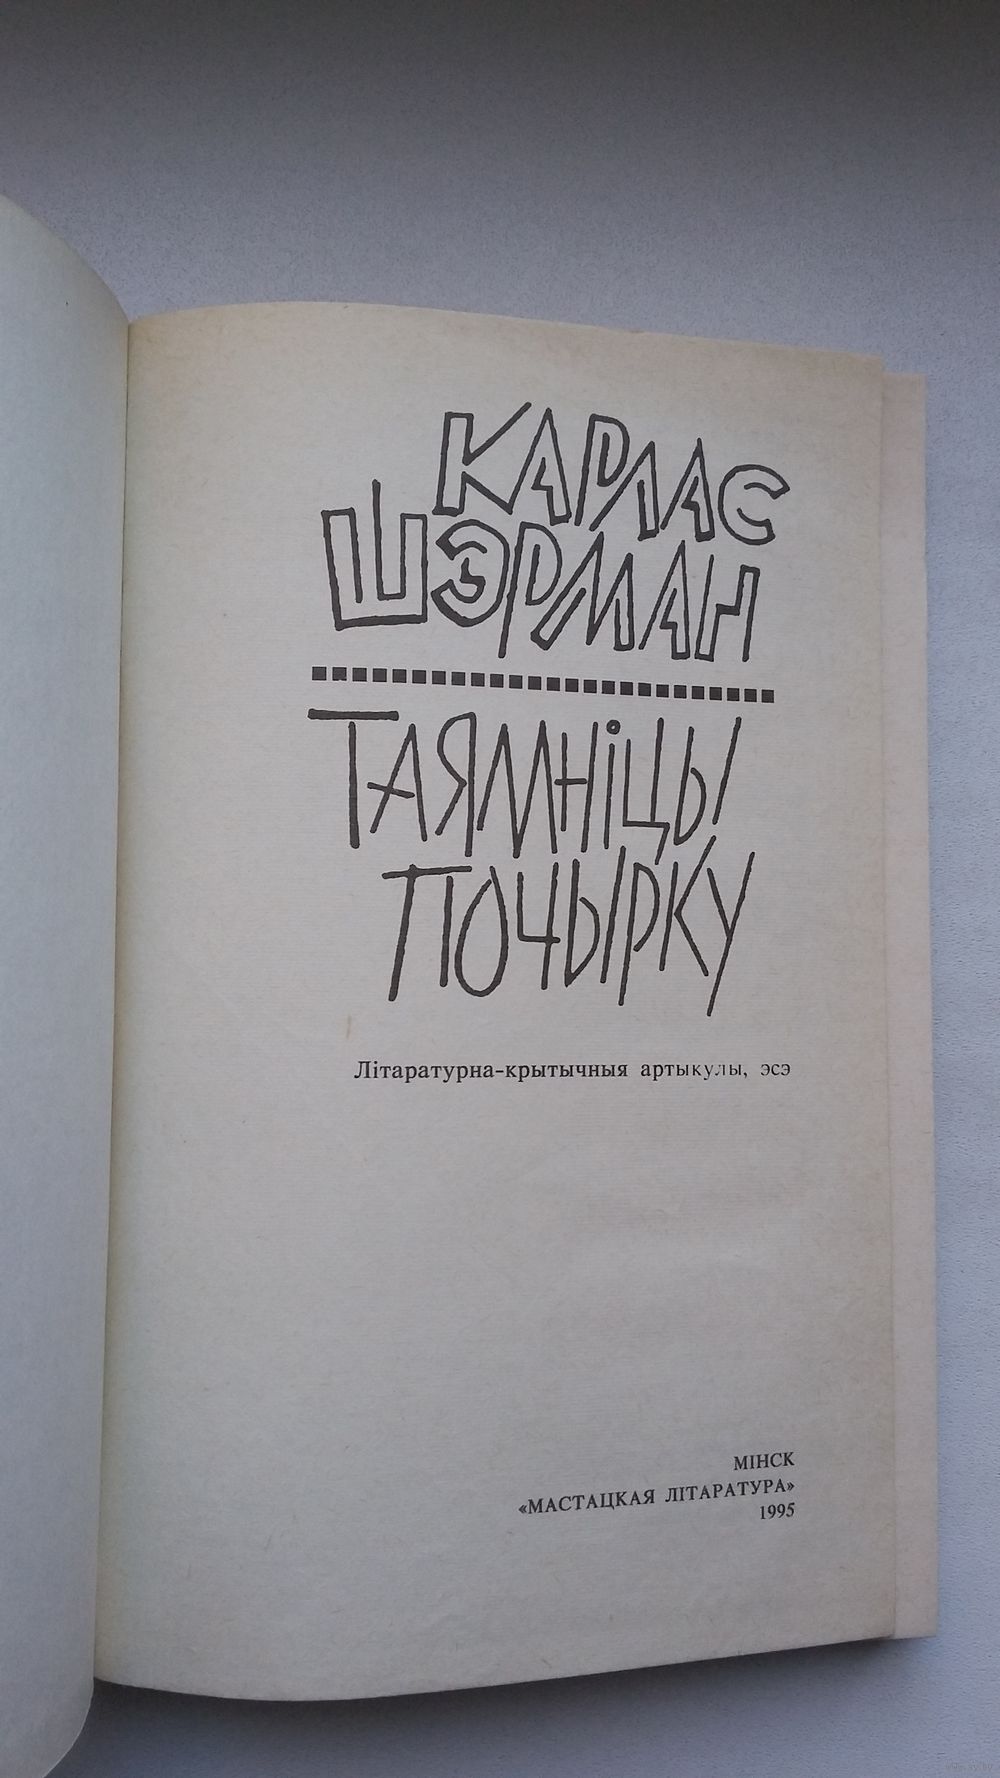 КАРЛАС
ШЭРМАН
ТАЯМНІЦЫ
ПОЧЫРКУ
Літаратурна-крытычныя артыкулы, эсэ
МІНСК
«МАСТАЦКАЯ ЛІТАРАТУРА»
1995